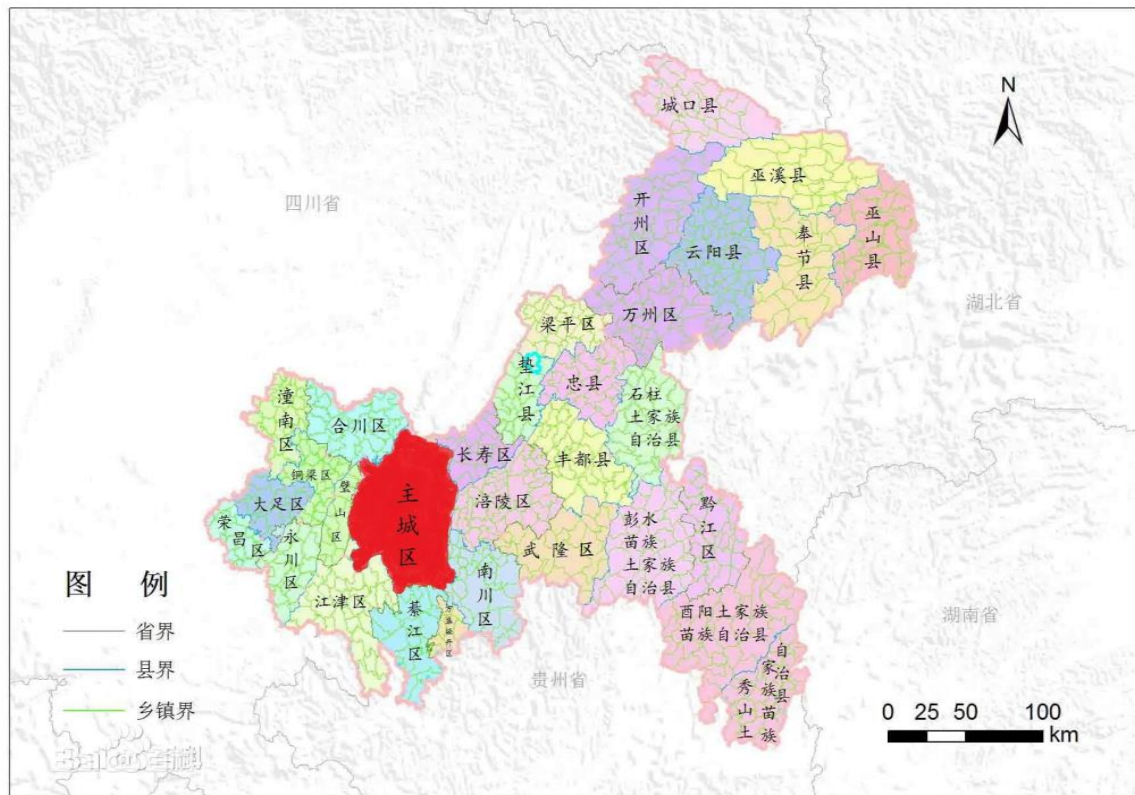 N
城口县
巫溪县
四川省
开州区
巫山县
奉节县
云阳县
湖北省
万州区
梁平区
垫江县
忠县
石柱
土家族
自治县
潼南区
合川区
长寿区
丰都县
铜梁区
璧山区
大足区
主城区
涪陵区
黔江区
彭水
苗族
土家族
自治县
荣昌区
永川区
武隆区
南川区
图 例
江津区
綦江区
酉阳土家族
苗族自治县
湖南省
省界
县界
贵州省
秀山土
家族苗族
自治县
乡镇界
0 25 50 100
km
Baidu百科